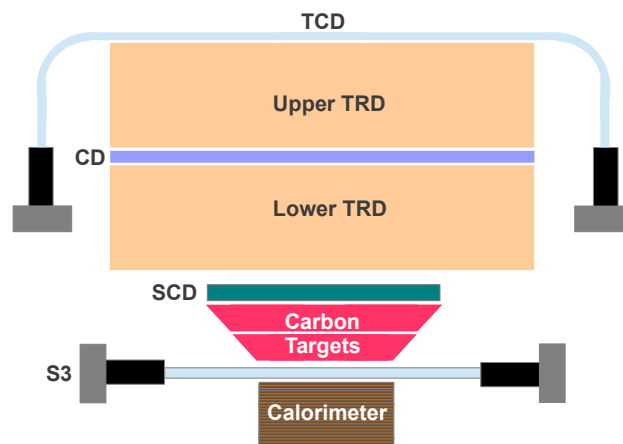 TCD
Upper TRD
CD
Lower TRD
SCD
Carbon
Targets
S3
Calorimeter